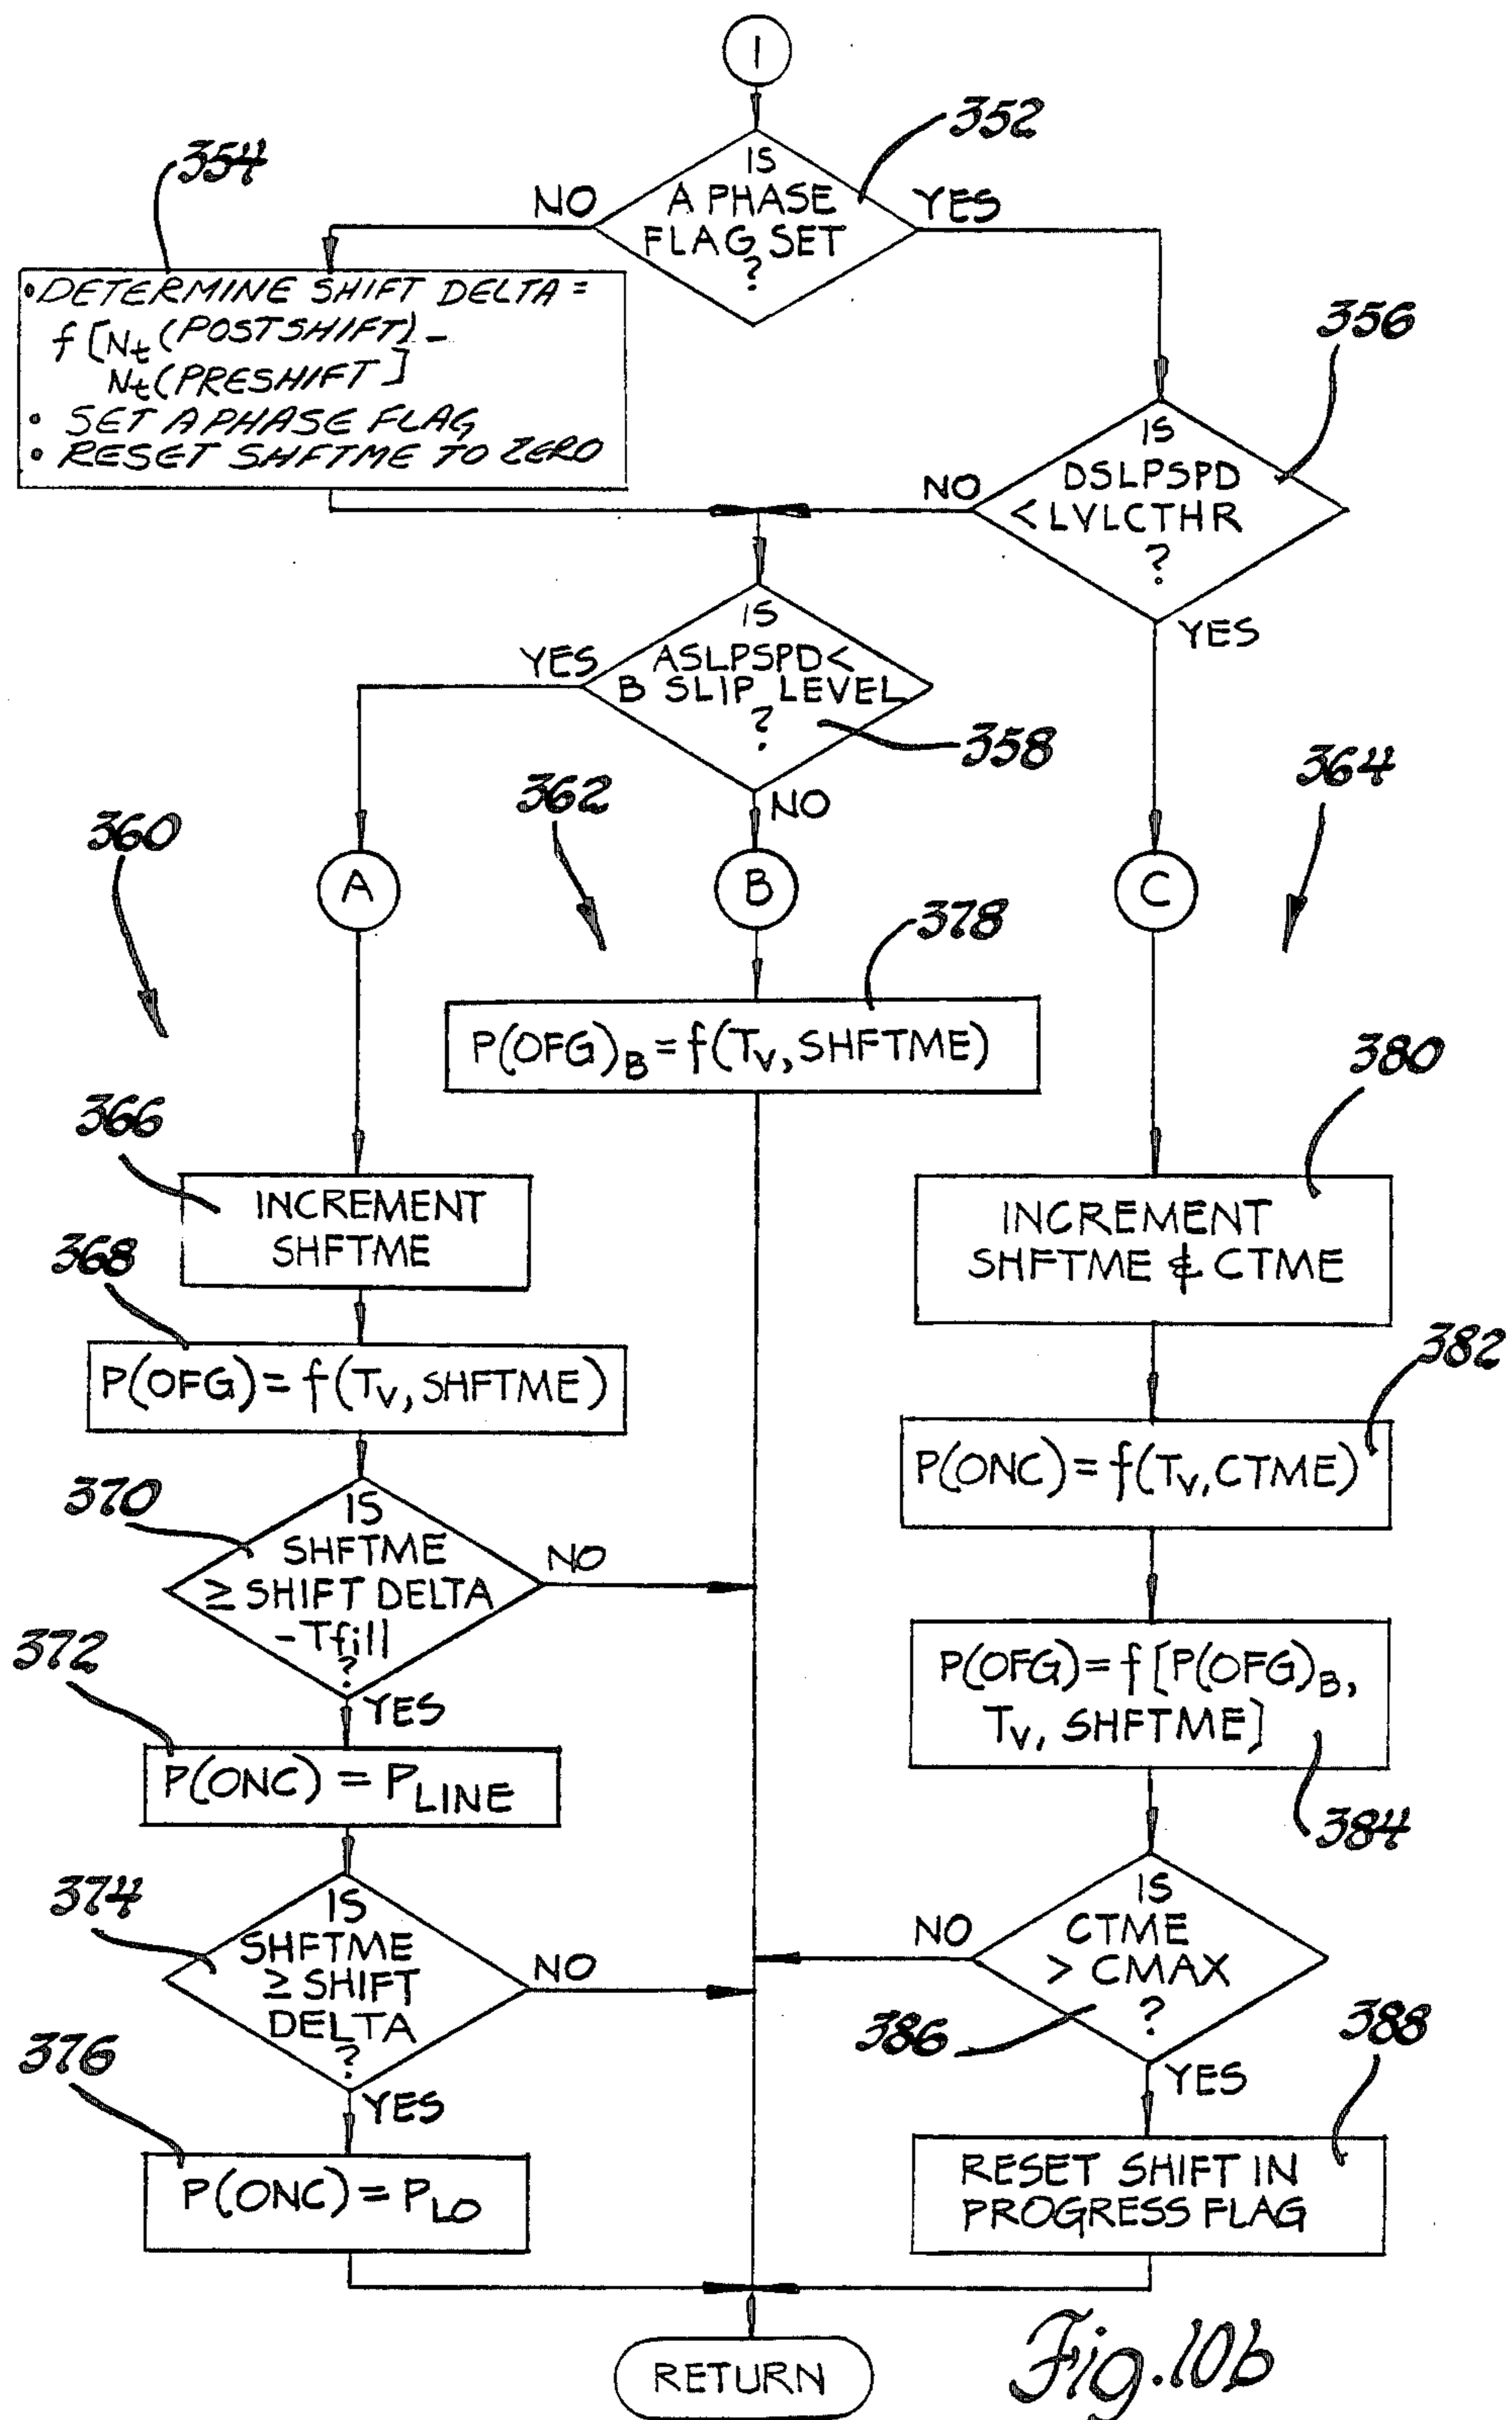 1
352
IS
A PHASE
FLAG SET
?
NO
YES
354
•DETERMINE SHIFT DELTA =
f[Nt(POSTSHIFT)-
Nt(PRESHIFT]
• SET A PHASE FLAG
• RESET SHFTME TO ZERO
356
IS
DSLPSPD
<LVLCTHR
?
NO
YES
IS
ASLPSPD<
B SLIP LEVEL
?
358
YES
NO
360
362
364
A
B
C
378
P(OFG)B=f(Tv,SHFTME)
366
INCREMENT
SHFTME
380
INCREMENT
SHFTME & CTME
368
P(OFG)=f(Tv,SHFTME)
382
P(ONC)=f(Tv,CTME)
370
IS
SHFTME
≥SHIFT DELTA
-Tfill
?
NO
YES
384
P(OFG)=f[P(OFG)B,
Tv, SHFTME]
372
P(ONC) = PLINE
374
IS
SHFTME
≥SHIFT
DELTA
?
NO
YES
386
IS
CTME
> CMAX
?
NO
YES
376
P(ONC)=PLO
388
RESET SHIFT IN
PROGRESS FLAG
RETURN
Fig.10b